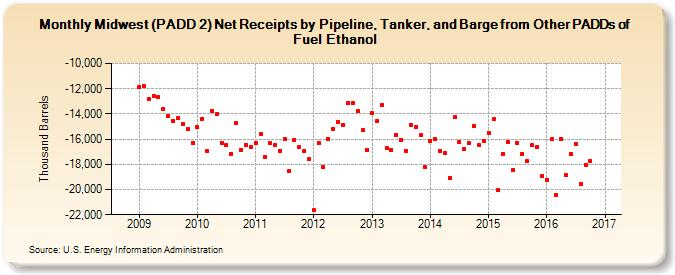 Monthly Midwest (PADD 2) Net Receipts by Pipeline, Tanker, and Barge from Other PADDs of
Fuel Ethanol
Thousand Barrels
-10,000
-12,000
-14,000
-16,000
-18,000
-20,000
-22,000
2009 2010 2011 2012 2013 2014 2015 2016 2017
Source: U.S. Energy Information Administration